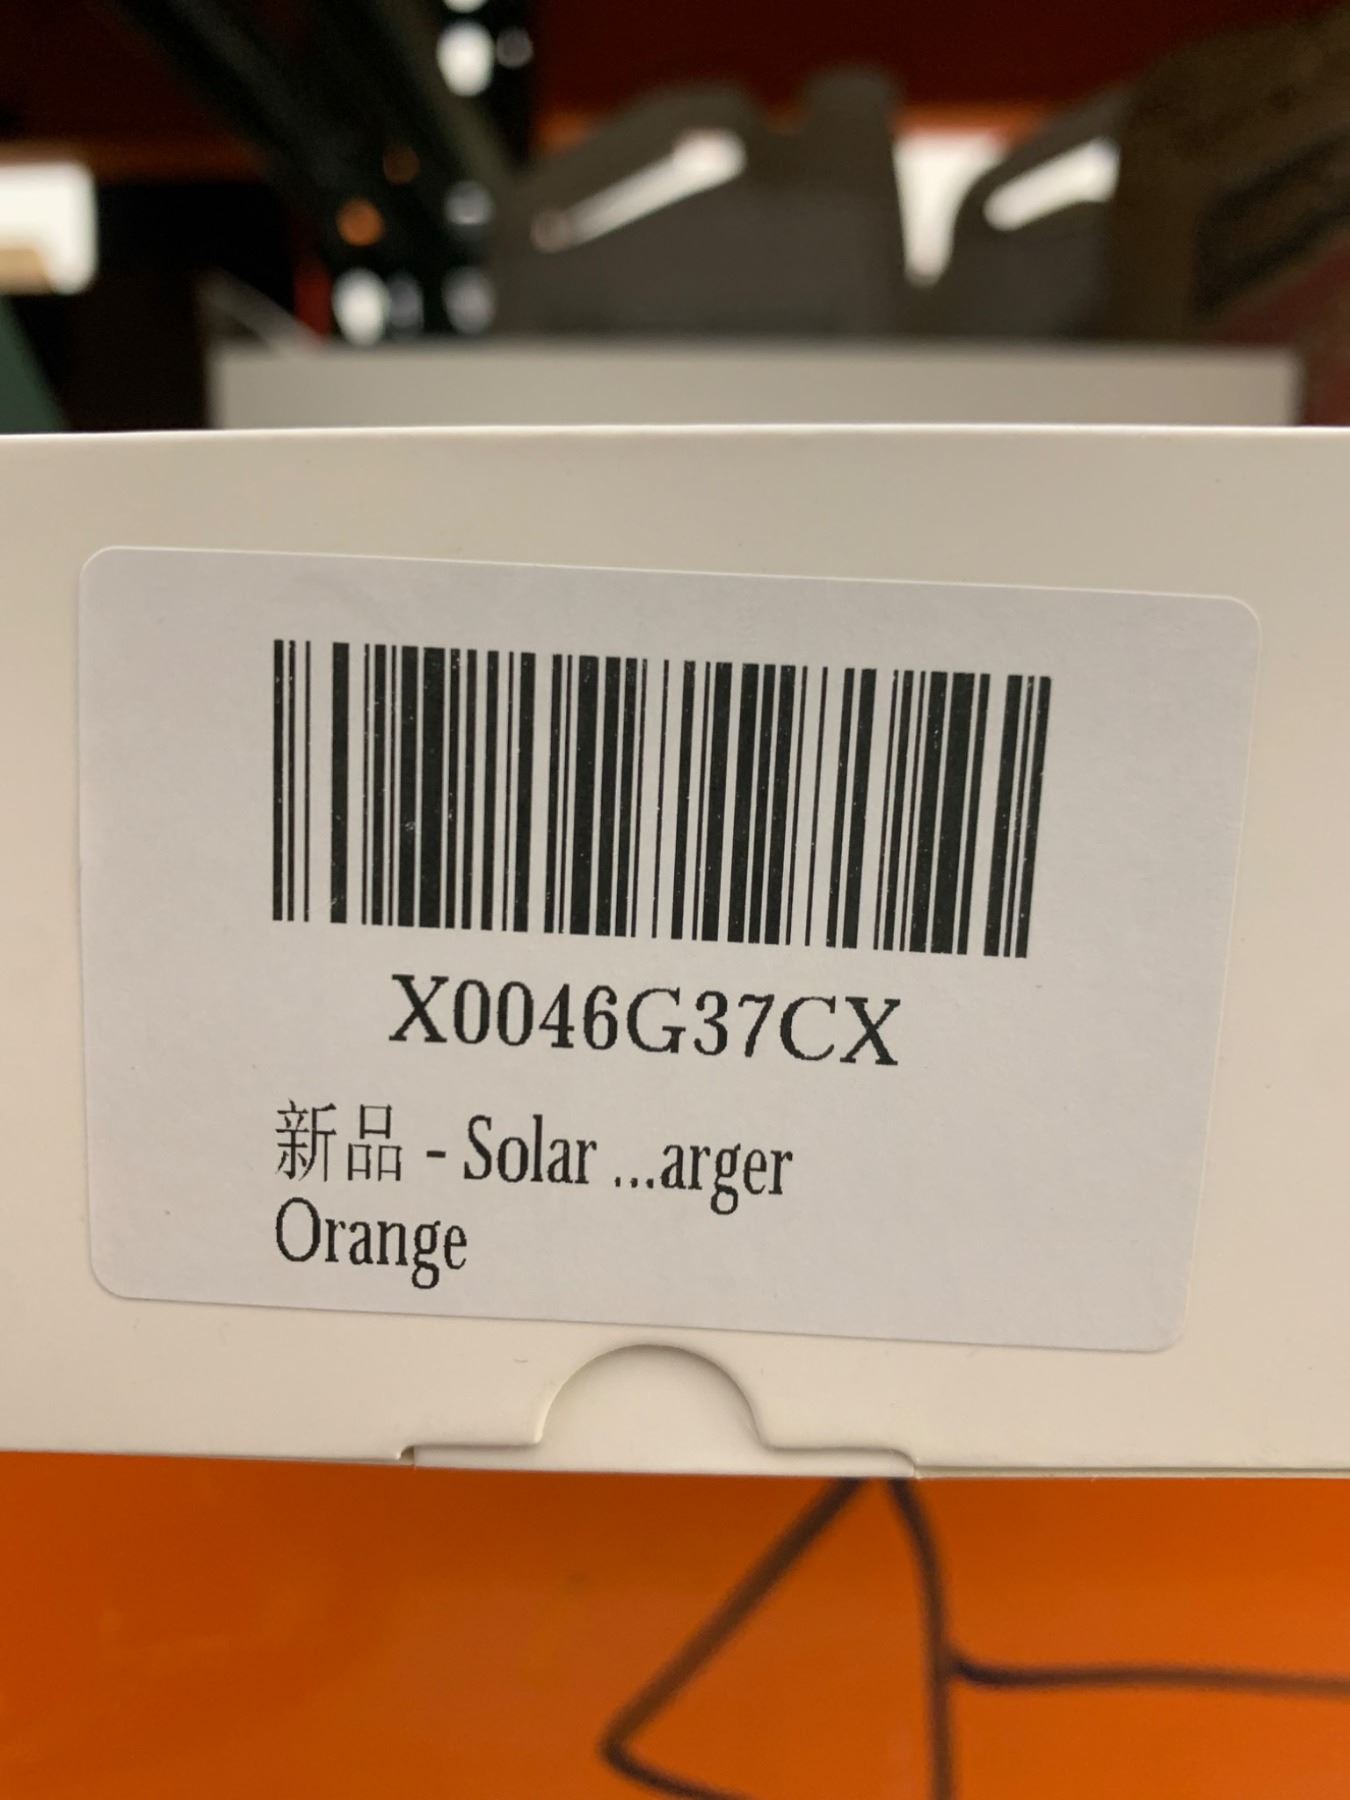 X0046G37CX
新品 - Solar ...arger
Orange